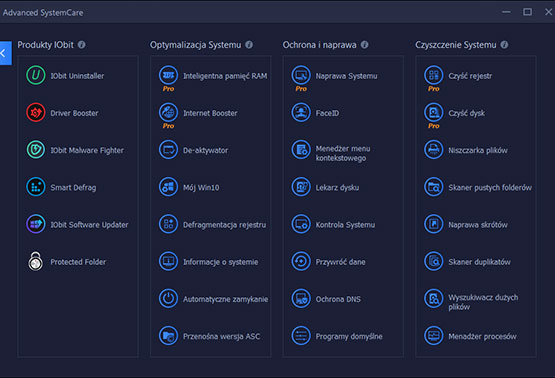 Advanced SystemCare
Produkty IObit
IObit Uninstaller
Driver Booster
IObit Malware Fighter
Smart Defrag
IObit Software Updater
Protected Folder
Optymalizacja Systemu
Inteligentna pamięć RAM
Pro
Internet Booster
Pro
De-aktywator
Mój Win10
Defragmentacja rejestru
Informacje o systemie
Automatyczne zamykanie
Przenośna wersja ASC
Ochrona i naprawa
Naprawa Systemu
Pro
FaceID
Menedżer menu
kontekstowego
Lekarz dysku
Kontrola Systemu
Przywróć dane
Ochrona DNS
Programy domyślne
Czyszczenie Systemu
Czyść rejestr
Pro
Czyść dysk
Pro
Niszczarka plików
Skaner pustych folderów
Naprawa skrótów
Skaner duplikatów
Wyszukiwacz dużych
plików
Menadżer procesów